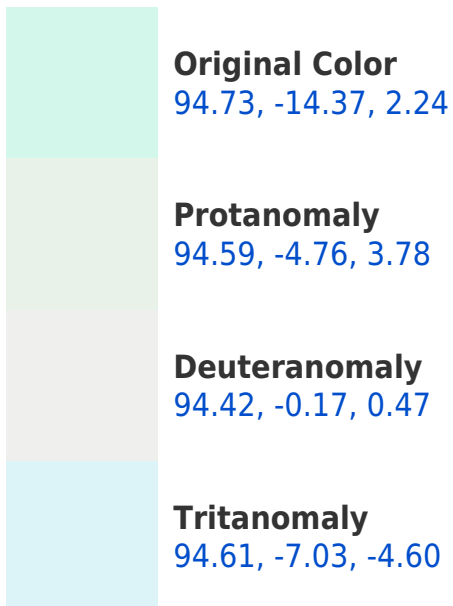 Original Color
94.73, -14.37, 2.24
Protanomaly
94.59, -4.76, 3.78
Deuteranomaly
94.42, -0.17, 0.47
Tritanomaly
94.61, -7.03, -4.60